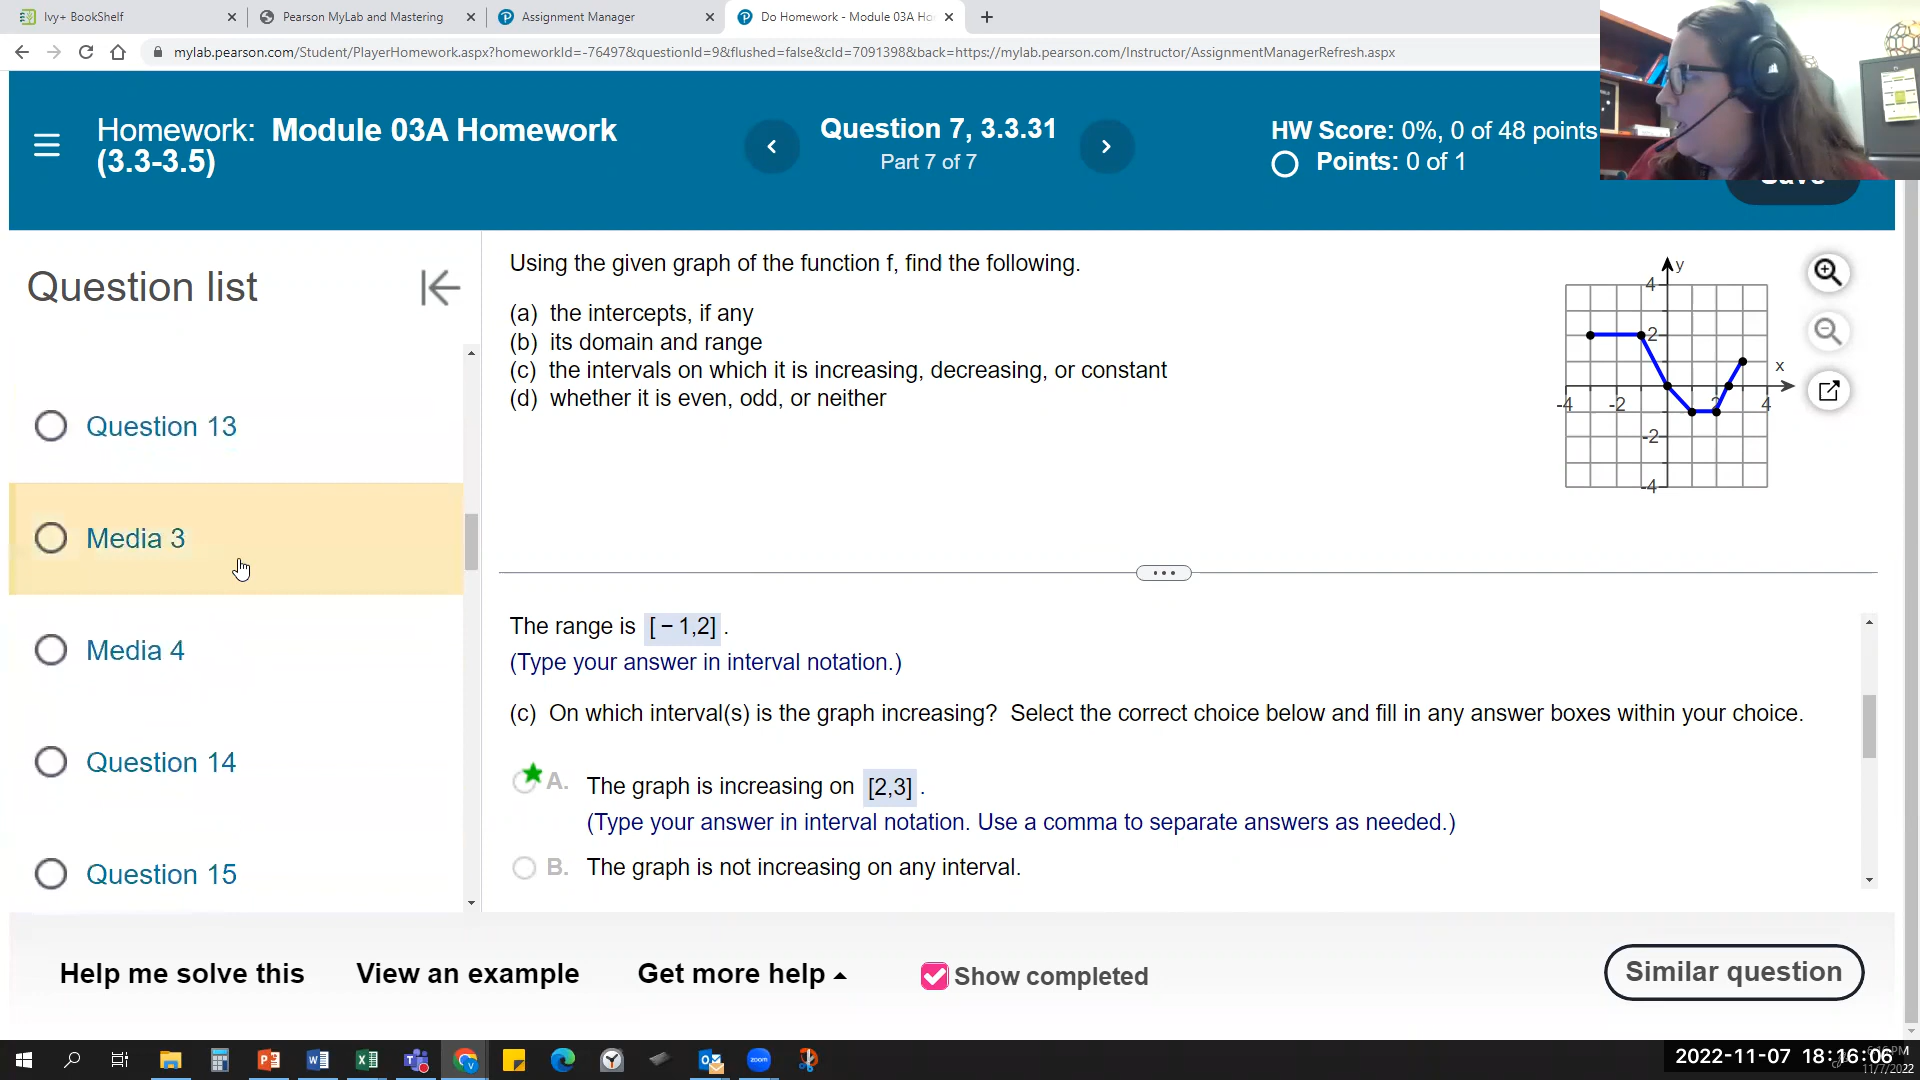 Ivy+ BookShelf
Pearson MyLab and Mastering
Assignment Manager
Do Homework - Module 03A Ho
mylab.pearson.com/Student/PlayerHomework.aspx?homeworkId=-76497&questionId=9&flushed=false&cId=7091398&back=https://mylab.pearson.com/Instructor/AssignmentManagerRefresh.aspx
Homework: Module 03A Homework
(3.3-3.5)
Question 7, 3.3.31
Part 7 of 7
HW Score: 0%, 0 of 48 points
Points: 0 of 1
Save
Question list
Question 13
Media 3
Media 4
Question 14
Question 15
Using the given graph of the function f, find the following.
(a) the intercepts, if any
(b) its domain and range
(c) the intervals on which it is increasing, decreasing, or constant
(d) whether it is even, odd, or neither
y
4
2
x
-4 -2 2 4
-2
-4
The range is [ − 1,2] .
(Type your answer in interval notation.)
(c) On which interval(s) is the graph increasing? Select the correct choice below and fill in any answer boxes within your choice.
A. The graph is increasing on [2,3] .
(Type your answer in interval notation. Use a comma to separate answers as needed.)
B. The graph is not increasing on any interval.
Help me solve this
View an example
Get more help
Show completed
Similar question
zoom
2022-11-07 18:16:06
11/7/2022